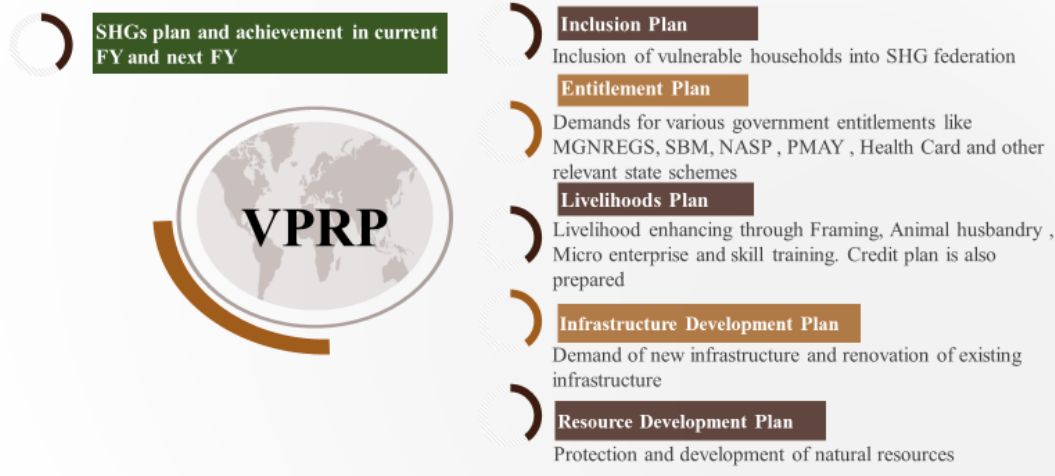 SHGs plan and achievement in current
FY and next FY
VPRP
Inclusion Plan
Inclusion of vulnerable households into SHG federation
Entitlement Plan
Demands for various government entitlements like
MGNREGS, SBM, NASP , PMAY , Health Card and other
relevant state schemes
Livelihoods Plan
Livelihood enhancing through Framing, Animal husbandry ,
Micro enterprise and skill training. Credit plan is also
prepared
Infrastructure Development Plan
Demand of new infrastructure and renovation of existing
infrastructure
Resource Development Plan
Protection and development of natural resources